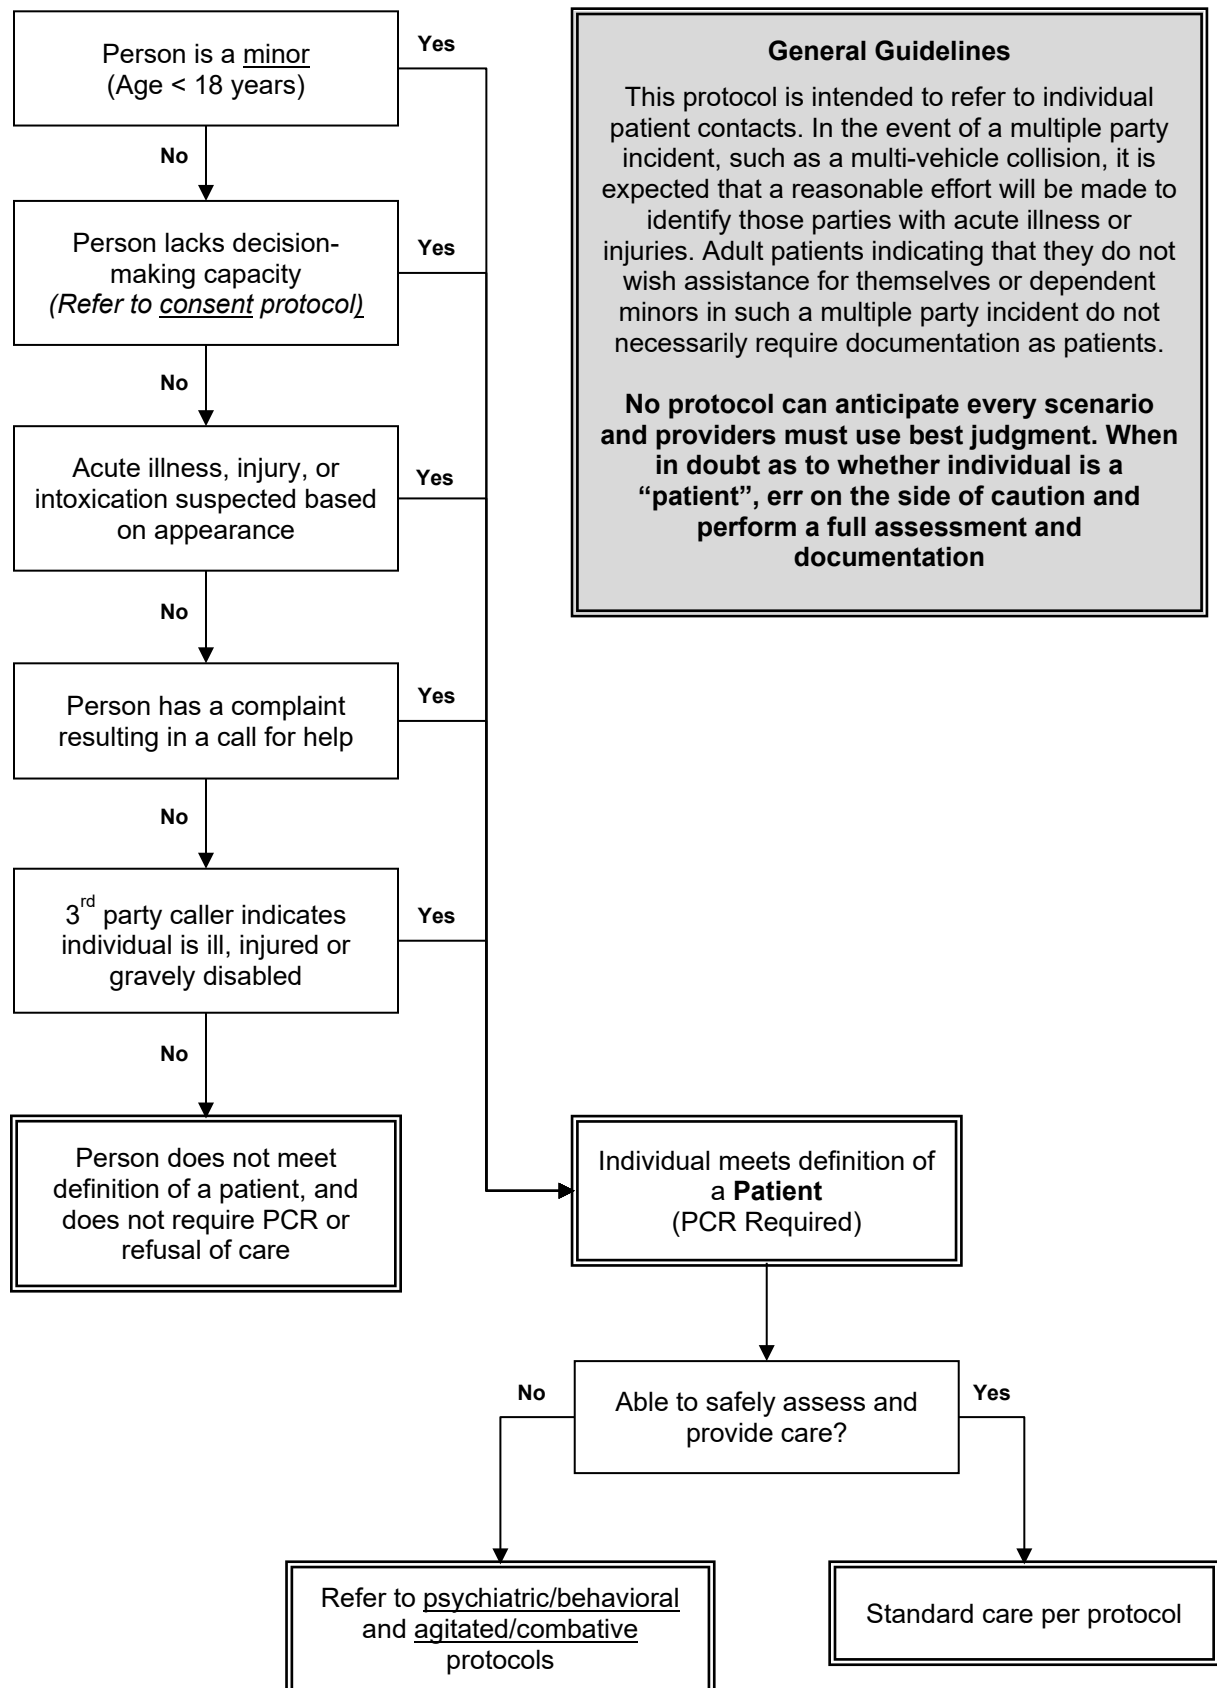 Person is a minor
(Age < 18 years)
Yes
No
Person lacks decision-
making capacity
(Refer to consent protocol)
Yes
No
Acute illness, injury, or
intoxication suspected based
on appearance
Yes
No
Person has a complaint
resulting in a call for help
Yes
No
3rd party caller indicates
individual is ill, injured or
gravely disabled
Yes
No
Person does not meet
definition of a patient, and
does not require PCR or
refusal of care
General Guidelines
This protocol is intended to refer to individual
patient contacts. In the event of a multiple party
incident, such as a multi-vehicle collision, it is
expected that a reasonable effort will be made to
identify those parties with acute illness or
injuries. Adult patients indicating that they do not
wish assistance for themselves or dependent
minors in such a multiple party incident do not
necessarily require documentation as patients.
No protocol can anticipate every scenario
and providers must use best judgment. When
in doubt as to whether individual is a
“patient”, err on the side of caution and
perform a full assessment and
documentation
Individual meets definition of
a Patient
(PCR Required)
Able to safely assess and
provide care?
No
Yes
Refer to psychiatric/behavioral
and agitated/combative
protocols
Standard care per protocol